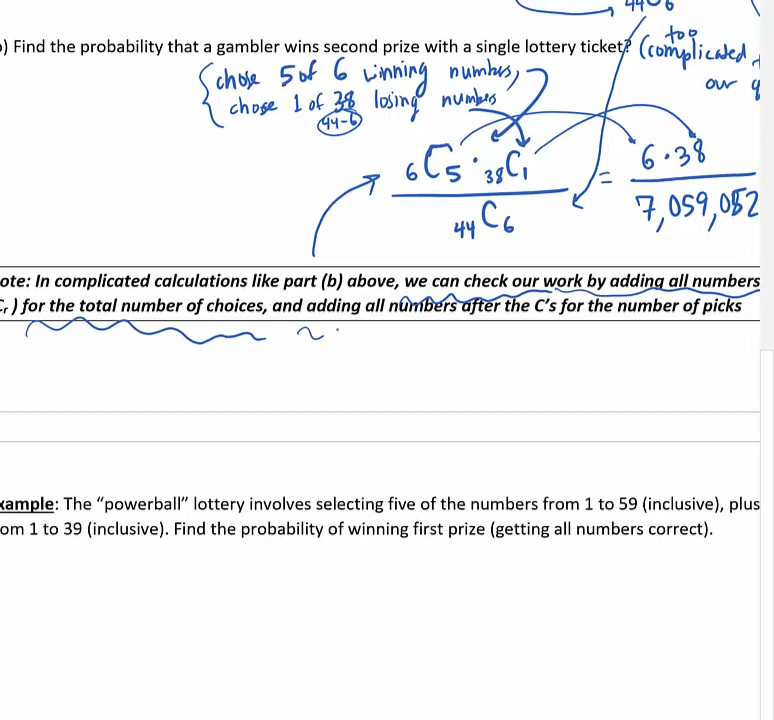 44C6
) Find the probability that a gambler wins second prize with a single lottery ticket? (too complicated
our
{chose 5 of 6 winning numbers,
chose 1 of 38 losing numbers
44-6
6C5 · 38C1 / 44C6 = 6·38 / 7,059,052
ote: In complicated calculations like part (b) above, we can check our work by adding all numbers
Cr ) for the total number of choices, and adding all numbers after the C's for the number of picks
xample: The "powerball" lottery involves selecting five of the numbers from 1 to 59 (inclusive), plus
om 1 to 39 (inclusive). Find the probability of winning first prize (getting all numbers correct).